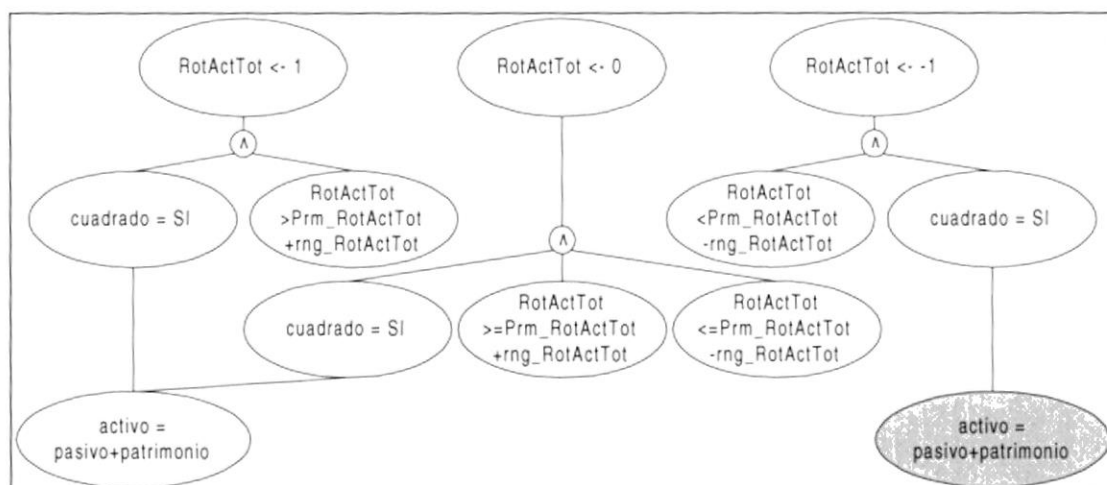 RotActTot <- 1
RotActTot <- 0
RotActTot <- -1
∧
∧
cuadrado = SI
RotActTot
>Prm_RotActTot
+rng_RotActTot
RotActTot
<Prm_RotActTot
-rng_RotActTot
cuadrado = SI
∧
cuadrado = SI
RotActTot
>=Prm_RotActTot
+rng_RotActTot
RotActTot
<=Prm_RotActTot
-rng_RotActTot
activo =
pasivo+patrimonio
activo =
pasivo+patrimonio